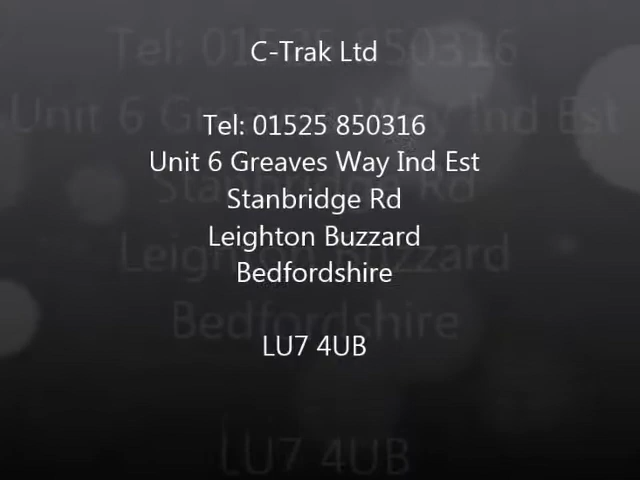 C-Trak Ltd
Tel: 01525 850316
Unit 6 Greaves Way Ind Est
Stanbridge Rd
Leighton Buzzard
Bedfordshire
LU7 4UB